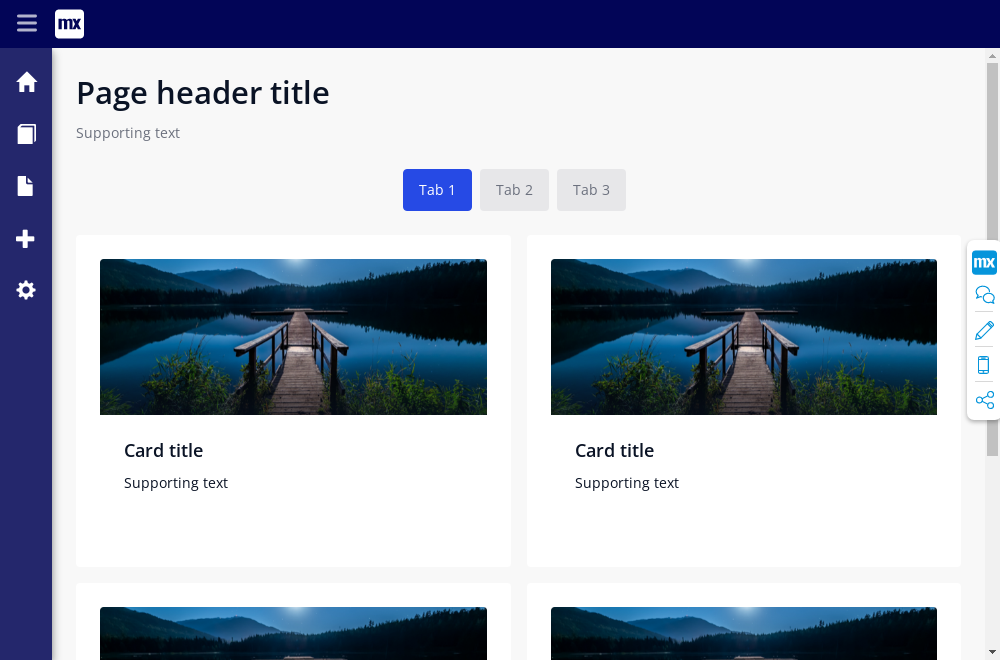 mx
Page header title
Supporting text
Tab 1
Tab 2
Tab 3
mx
Card title
Supporting text
Card title
Supporting text